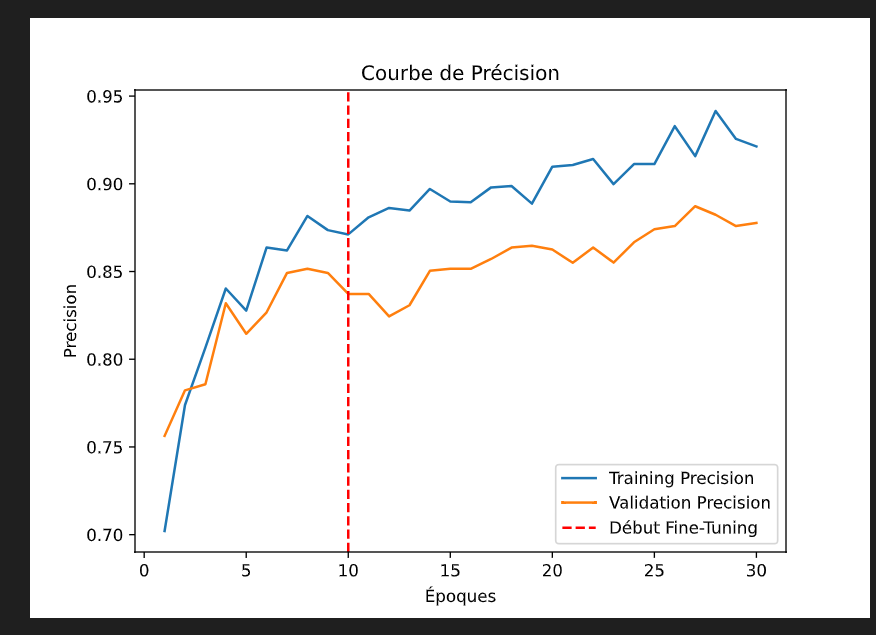 Courbe de Précision
0.95
0.90
0.85
0.80
0.75
0.70
Precision
0
5
10
15
20
25
30
Époques
Training Precision
Validation Precision
Début Fine-Tuning